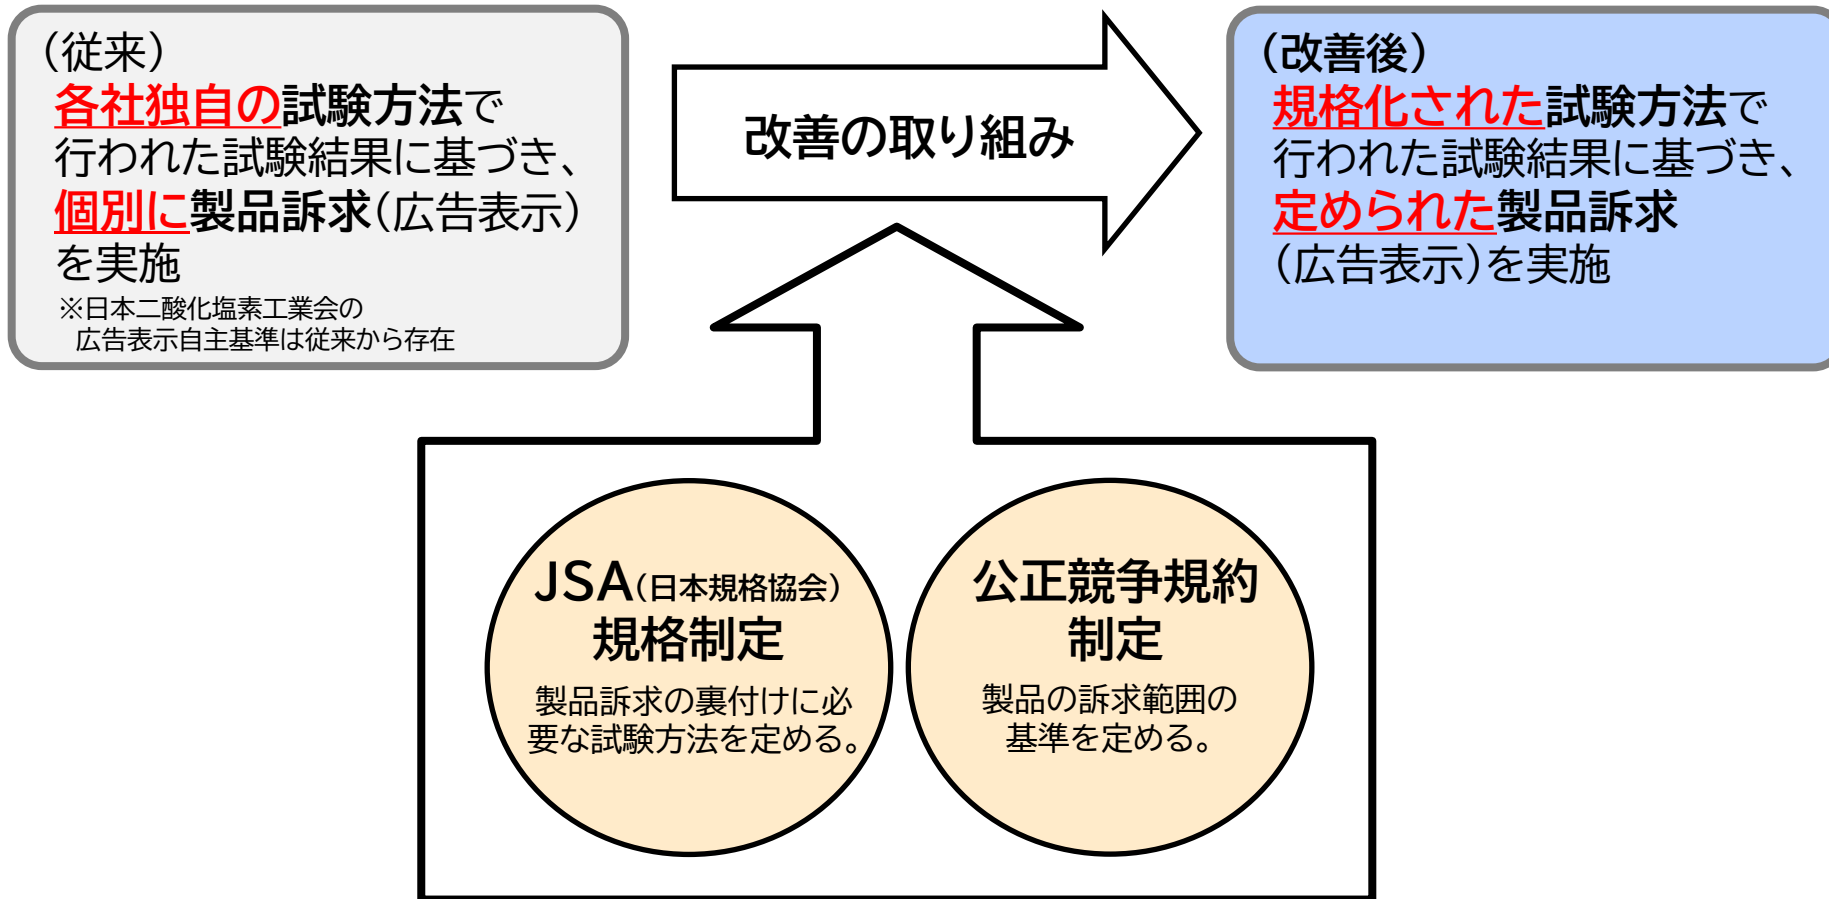 （従来）
各社独自の試験方法で
行われた試験結果に基づき、
個別に製品訴求（広告表示）
を実施
※日本二酸化塩素工業会の
広告表示自主基準は従来から存在
改善の取り組み
（改善後）
規格化された試験方法で
行われた試験結果に基づき、
定められた製品訴求
（広告表示）を実施
JSA（日本規格協会）
規格制定
製品訴求の裏付けに必
要な試験方法を定める。
公正競争規約
制定
製品の訴求範囲の
基準を定める。